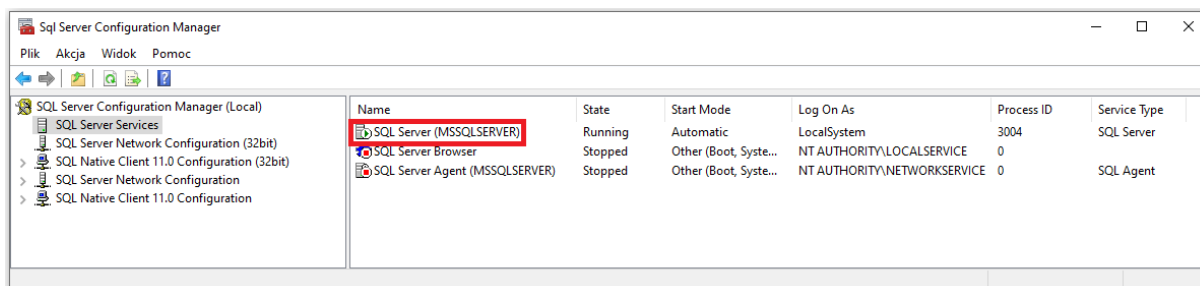 Sql Server Configuration Manager
Plik Akcja Widok Pomoc
SQL Server Configuration Manager (Local)
SQL Server Services
SQL Server Network Configuration (32bit)
SQL Native Client 11.0 Configuration (32bit)
SQL Server Network Configuration
SQL Native Client 11.0 Configuration
Name State Start Mode Log On As Process ID Service Type
SQL Server (MSSQLSERVER) Running Automatic LocalSystem 3004 SQL Server
SQL Server Browser Stopped Other (Boot, Syste... NT AUTHORITY\LOCALSERVICE 0
SQL Server Agent (MSSQLSERVER) Stopped Other (Boot, Syste... NT AUTHORITY\NETWORKSERVICE 0 SQL Agent